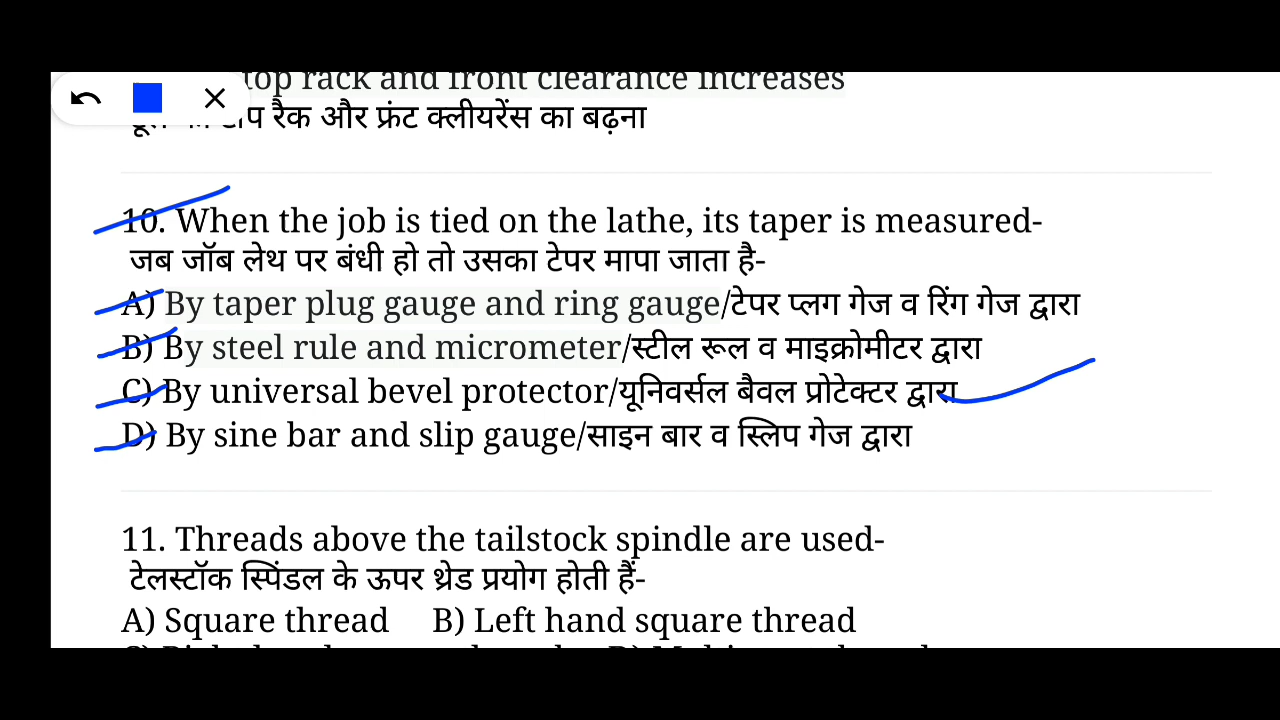 top rack and front clearance increases
टाप रैक और फ्रंट क्लीयरेंस का बढ़ना
10. When the job is tied on the lathe, its taper is measured-
जब जॉब लेथ पर बंधी हो तो उसका टेपर मापा जाता है-
A) By taper plug gauge and ring gauge/टेपर प्लग गेज व रिंग गेज द्वारा
B) By steel rule and micrometer/स्टील रूल व माइक्रोमीटर द्वारा
C) By universal bevel protector/यूनिवर्सल बैवल प्रोटेक्टर द्वारा
D) By sine bar and slip gauge/साइन बार व स्लिप गेज द्वारा
11. Threads above the tailstock spindle are used-
टेलस्टॉक स्पिंडल के ऊपर थ्रेड प्रयोग होती हैं-
A) Square thread B) Left hand square thread